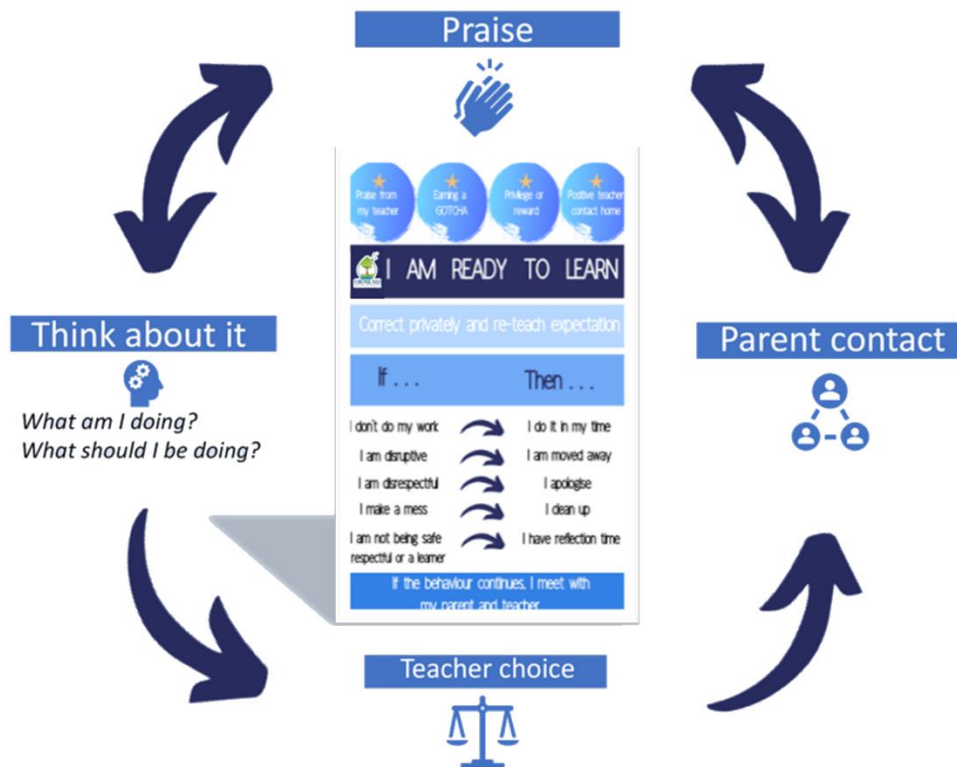 Praise
Praise from
my teacher
Earning a
GOTCHA
Privilege or
reward
Positive teacher
contact home
I AM READY TO LEARN
Correct privately and re-teach expectation
If . . .
Then . . .
I don't do my work
I do it in my time
I am disruptive
I am moved away
I am disrespectful
I apologise
I make a mess
I clean up
I am not being safe
respectful or a learner
I have reflection time
If the behaviour continues, I meet with
my parent and teacher
Think about it
What am I doing?
What should I be doing?
Parent contact
Teacher choice